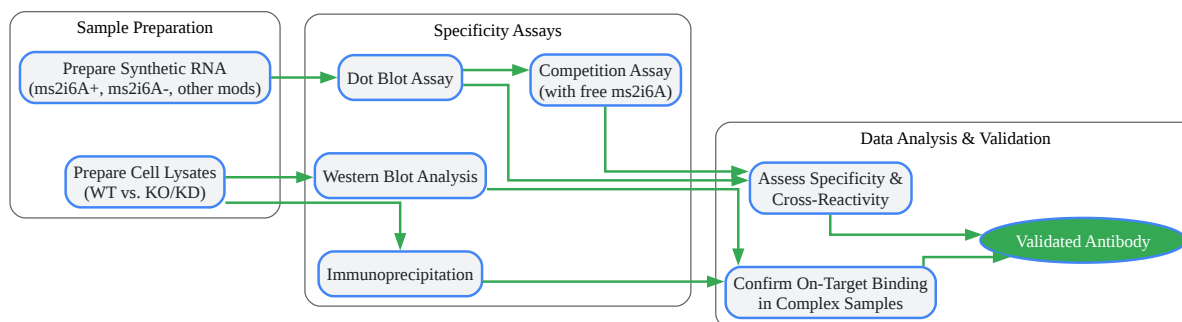 Sample Preparation
Prepare Synthetic RNA
(ms2i6A+, ms2i6A-, other mods)
Prepare Cell Lysates
(WT vs. KO/KD)
Specificity Assays
Dot Blot Assay
Competition Assay
(with free ms2i6A)
Western Blot Analysis
Immunoprecipitation
Data Analysis & Validation
Assess Specificity &
Cross-Reactivity
Validated Antibody
Confirm On-Target Binding
in Complex Samples